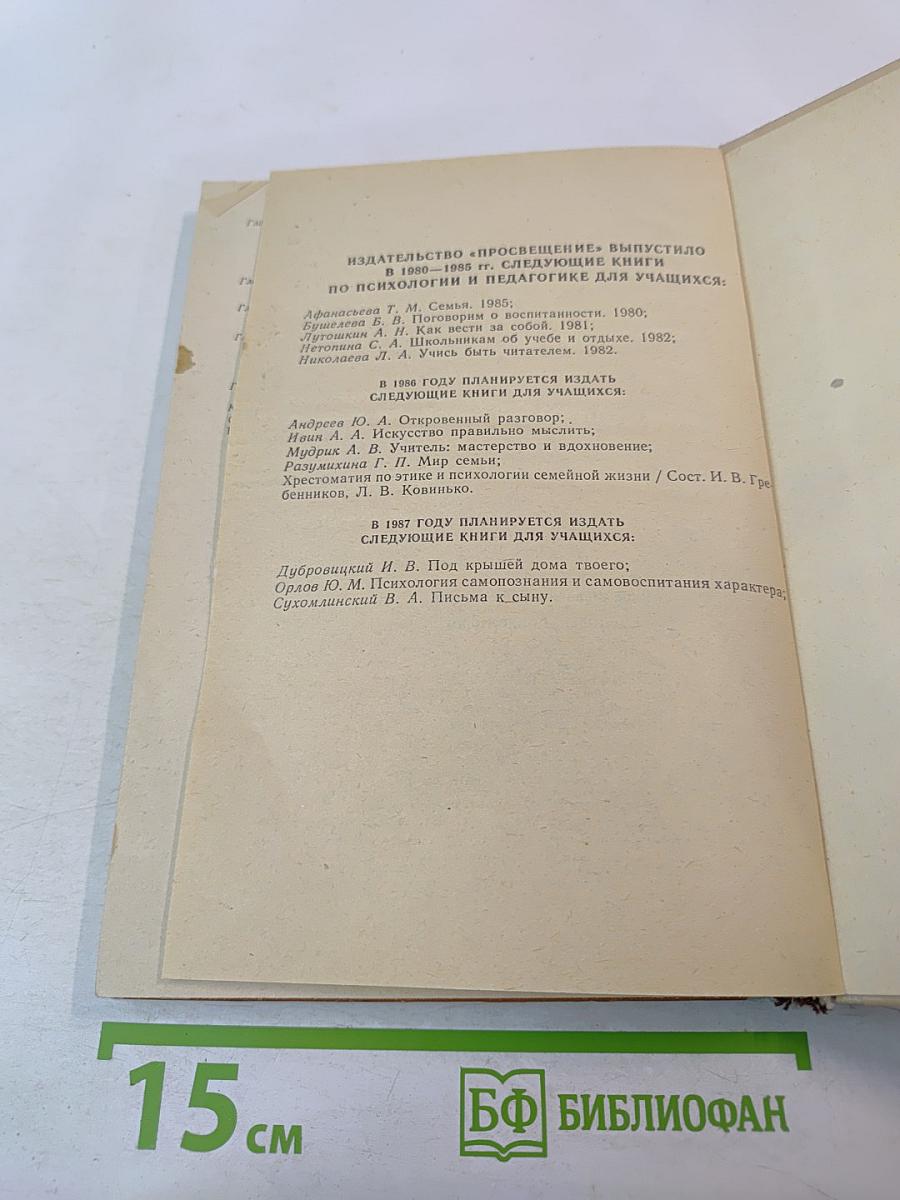 ИЗДАТЕЛЬСТВО «ПРОСВЕЩЕНИЕ» ВЫПУСТИЛО
В 1980—1985 гг. СЛЕДУЮЩИЕ КНИГИ
ПО ПСИХОЛОГИИ И ПЕДАГОГИКЕ ДЛЯ УЧАЩИХСЯ:
Афанасьева Т. М. Семья. 1985;
Бушелева Б. В. Поговорим о воспитанности. 1980;
Лутошкин А. Н. Как вести за собой. 1981;
Нетопина С. А. Школьникам об учебе и отдыхе. 1982;
Николаева Л. А. Учись быть читателем. 1982.
В 1986 ГОДУ ПЛАНИРУЕТСЯ ИЗДАТЬ
СЛЕДУЮЩИЕ КНИГИ ДЛЯ УЧАЩИХСЯ:
Андреев Ю. А. Откровенный разговор;
Ивин А. А. Искусство правильно мыслить;
Мудрик А. В. Учитель: мастерство и вдохновение;
Разумихина Г. П. Мир семьи;
Хрестоматия по этике и психологии семейной жизни / Сост. И. В. Гре-
бенников, Л. В. Ковинько.
В 1987 ГОДУ ПЛАНИРУЕТСЯ ИЗДАТЬ
СЛЕДУЮЩИЕ КНИГИ ДЛЯ УЧАЩИХСЯ:
Дубровицкий И. В. Под крышей дома твоего;
Орлов Ю. М. Психология самопознания и самовоспитания характера;
Сухомлинский В. А. Письма к сыну.
15 см
БФ БИБЛИОФАН